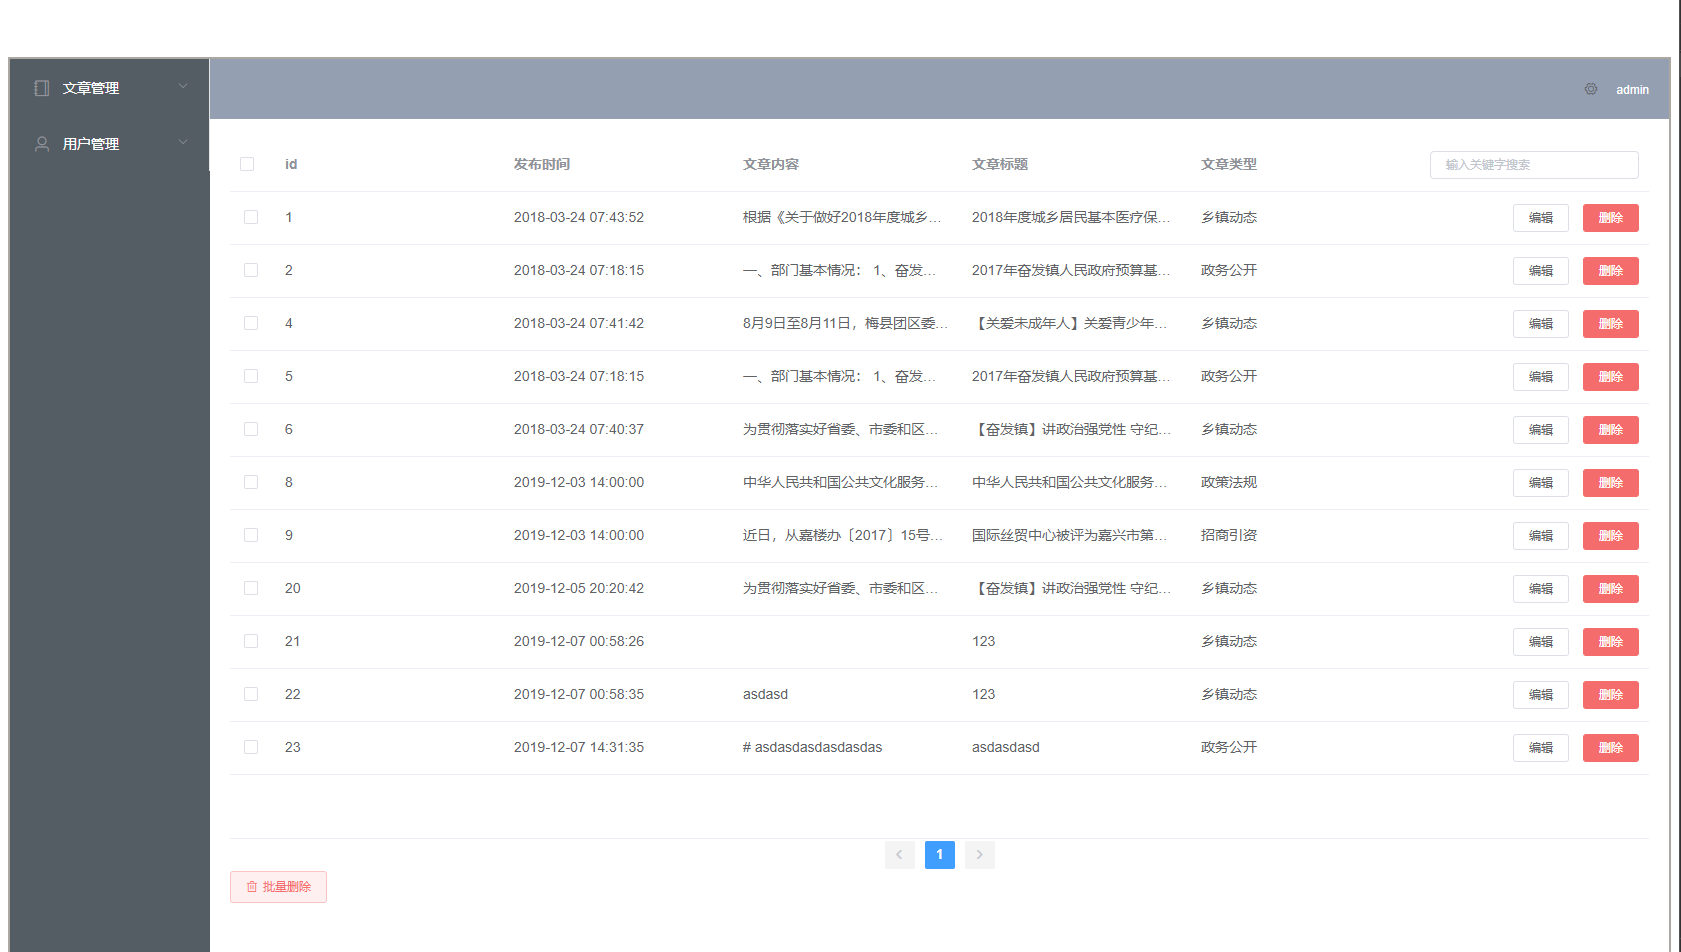 文章管理
用户管理
admin
id 发布时间 文章内容 文章标题 文章类型 输入关键字搜索
1 2018-03-24 07:43:52 根据《关于做好2018年度城乡... 2018年度城乡居民基本医疗保... 乡镇动态 编辑 删除
2 2018-03-24 07:18:15 一、部门基本情况： 1、奋发... 2017年奋发镇人民政府预算基... 政务公开 编辑 删除
4 2018-03-24 07:41:42 8月9日至8月11日，梅县团区委... 【关爱未成年人】关爱青少年... 乡镇动态 编辑 删除
5 2018-03-24 07:18:15 一、部门基本情况： 1、奋发... 2017年奋发镇人民政府预算基... 政务公开 编辑 删除
6 2018-03-24 07:40:37 为贯彻落实好省委、市委和区... 【奋发镇】讲政治强党性 守纪... 乡镇动态 编辑 删除
8 2019-12-03 14:00:00 中华人民共和国公共文化服务... 中华人民共和国公共文化服务... 政策法规 编辑 删除
9 2019-12-03 14:00:00 近日，从嘉楼办〔2017〕15号... 国际丝贸中心被评为嘉兴市第... 招商引资 编辑 删除
20 2019-12-05 20:20:42 为贯彻落实好省委、市委和区... 【奋发镇】讲政治强党性 守纪... 乡镇动态 编辑 删除
21 2019-12-07 00:58:26 123 乡镇动态 编辑 删除
22 2019-12-07 00:58:35 asdasd 123 乡镇动态 编辑 删除
23 2019-12-07 14:31:35 # asdasdasdasdasdas asdasdasd 政务公开 编辑 删除
1
批量删除